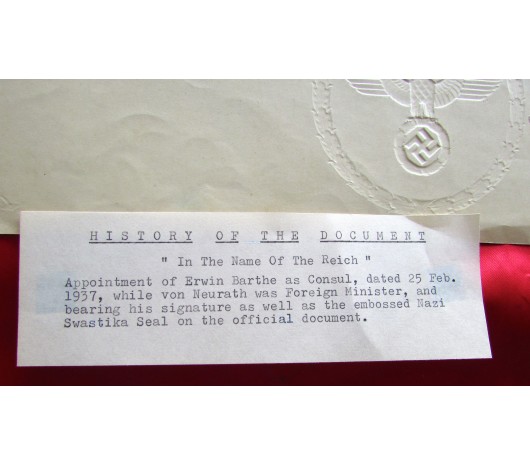 HISTORY OF THE DOCUMENT
" In The Name Of The Reich "
Appointment of Erwin Barthe as Consul, dated 25 Feb.
1937, while von Neurath was Foreign Minister, and
bearing his signature as well as the embossed Nazi
Swastika Seal on the official document.